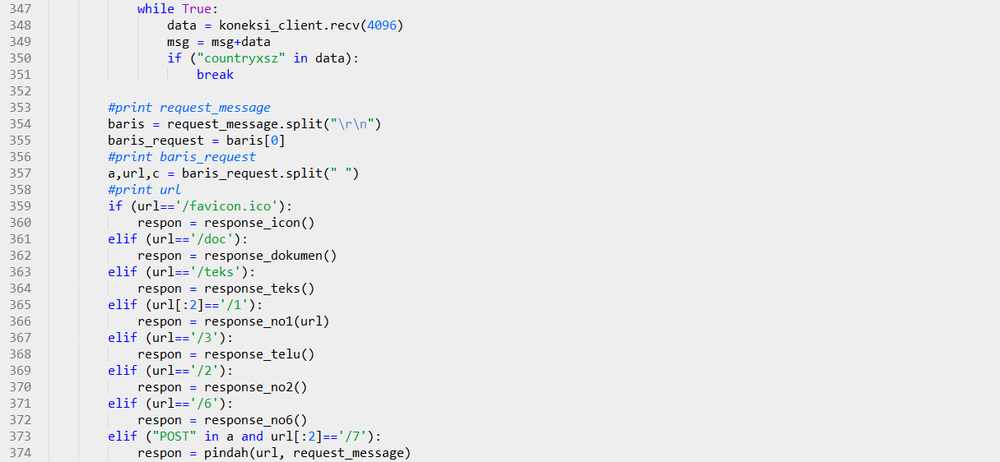 347 while True:
348 data = koneksi_client.recv(4096)
349 msg = msg+data
350 if ("countryxsz" in data):
351 break
352
353 #print request_message
354 baris = request_message.split("\r\n")
355 baris_request = baris[0]
356 #print baris_request
357 a,url,c = baris_request.split(" ")
358 #print url
359 if (url=='/favicon.ico'):
360 respon = response_icon()
361 elif (url=='/doc'):
362 respon = response_dokumen()
363 elif (url=='/teks'):
364 respon = response_teks()
365 elif (url[:2]=='/1'):
366 respon = response_no1(url)
367 elif (url=='/3'):
368 respon = response_telu()
369 elif (url=='/2'):
370 respon = response_no2()
371 elif (url=='/6'):
372 respon = response_no6()
373 elif ("POST" in a and url[:2]=='/7'):
374 respon = pindah(url, request_message)